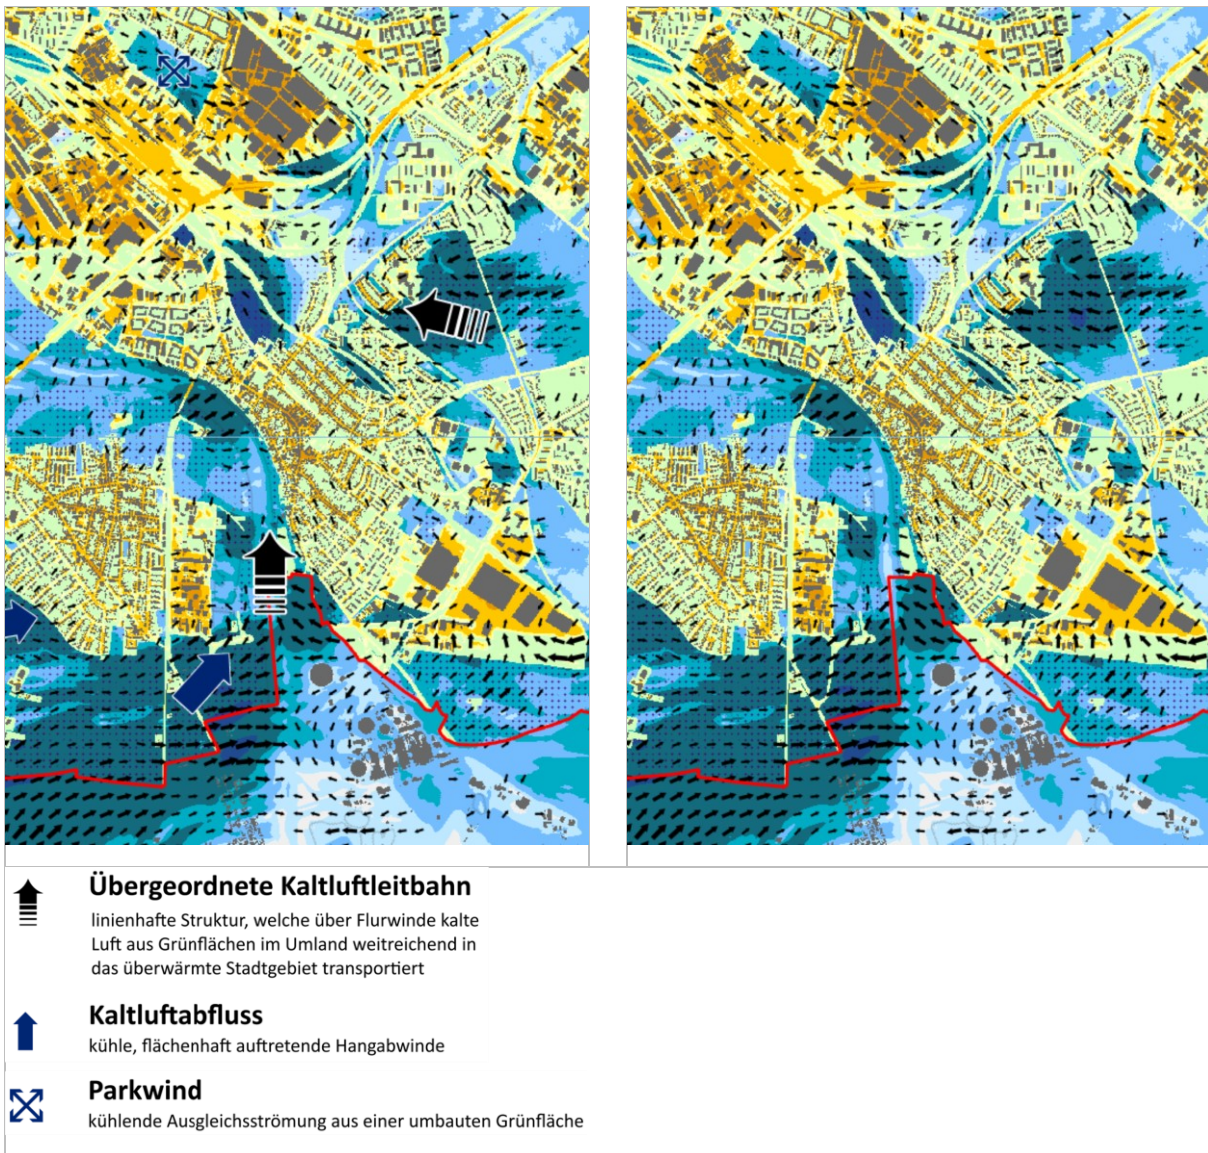 Übergeordnete Kaltluftleitbahn
linienhafte Struktur, welche über Flurwinde kalte
Luft aus Grünflächen im Umland weitreichend in
das überwärmte Stadtgebiet transportiert
Kaltluftabfluss
kühle, flächenhaft auftretende Hangabwinde
Parkwind
kühlende Ausgleichsströmung aus einer umbauten Grünfläche